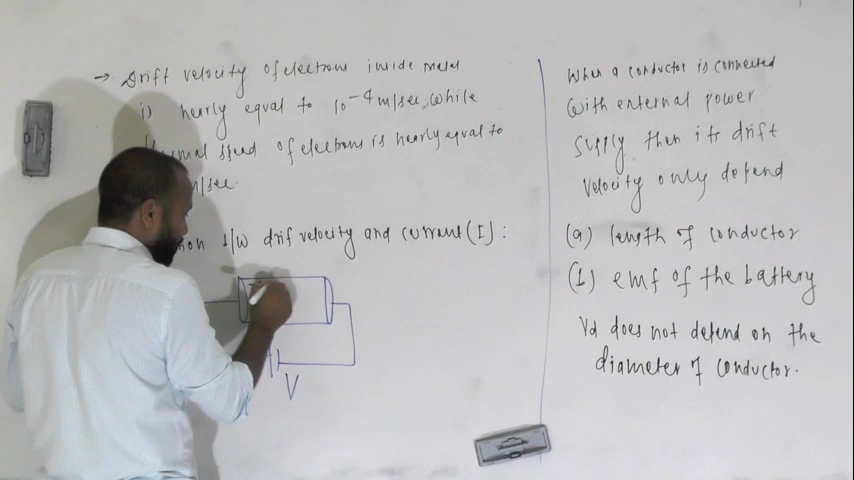 → Drift velocity of electrons inside metal
is nearly equal to 10⁻⁴ m/sec while
thermal speed of electrons is nearly equal to
m/sec.
b/w drif velocity and current (I) :
V
When a conductor is connected
with external power
supply then its drift
velocity only depend
(a) length of conductor
(b) emf of the battery
Vd does not depend on the
diameter of conductor.